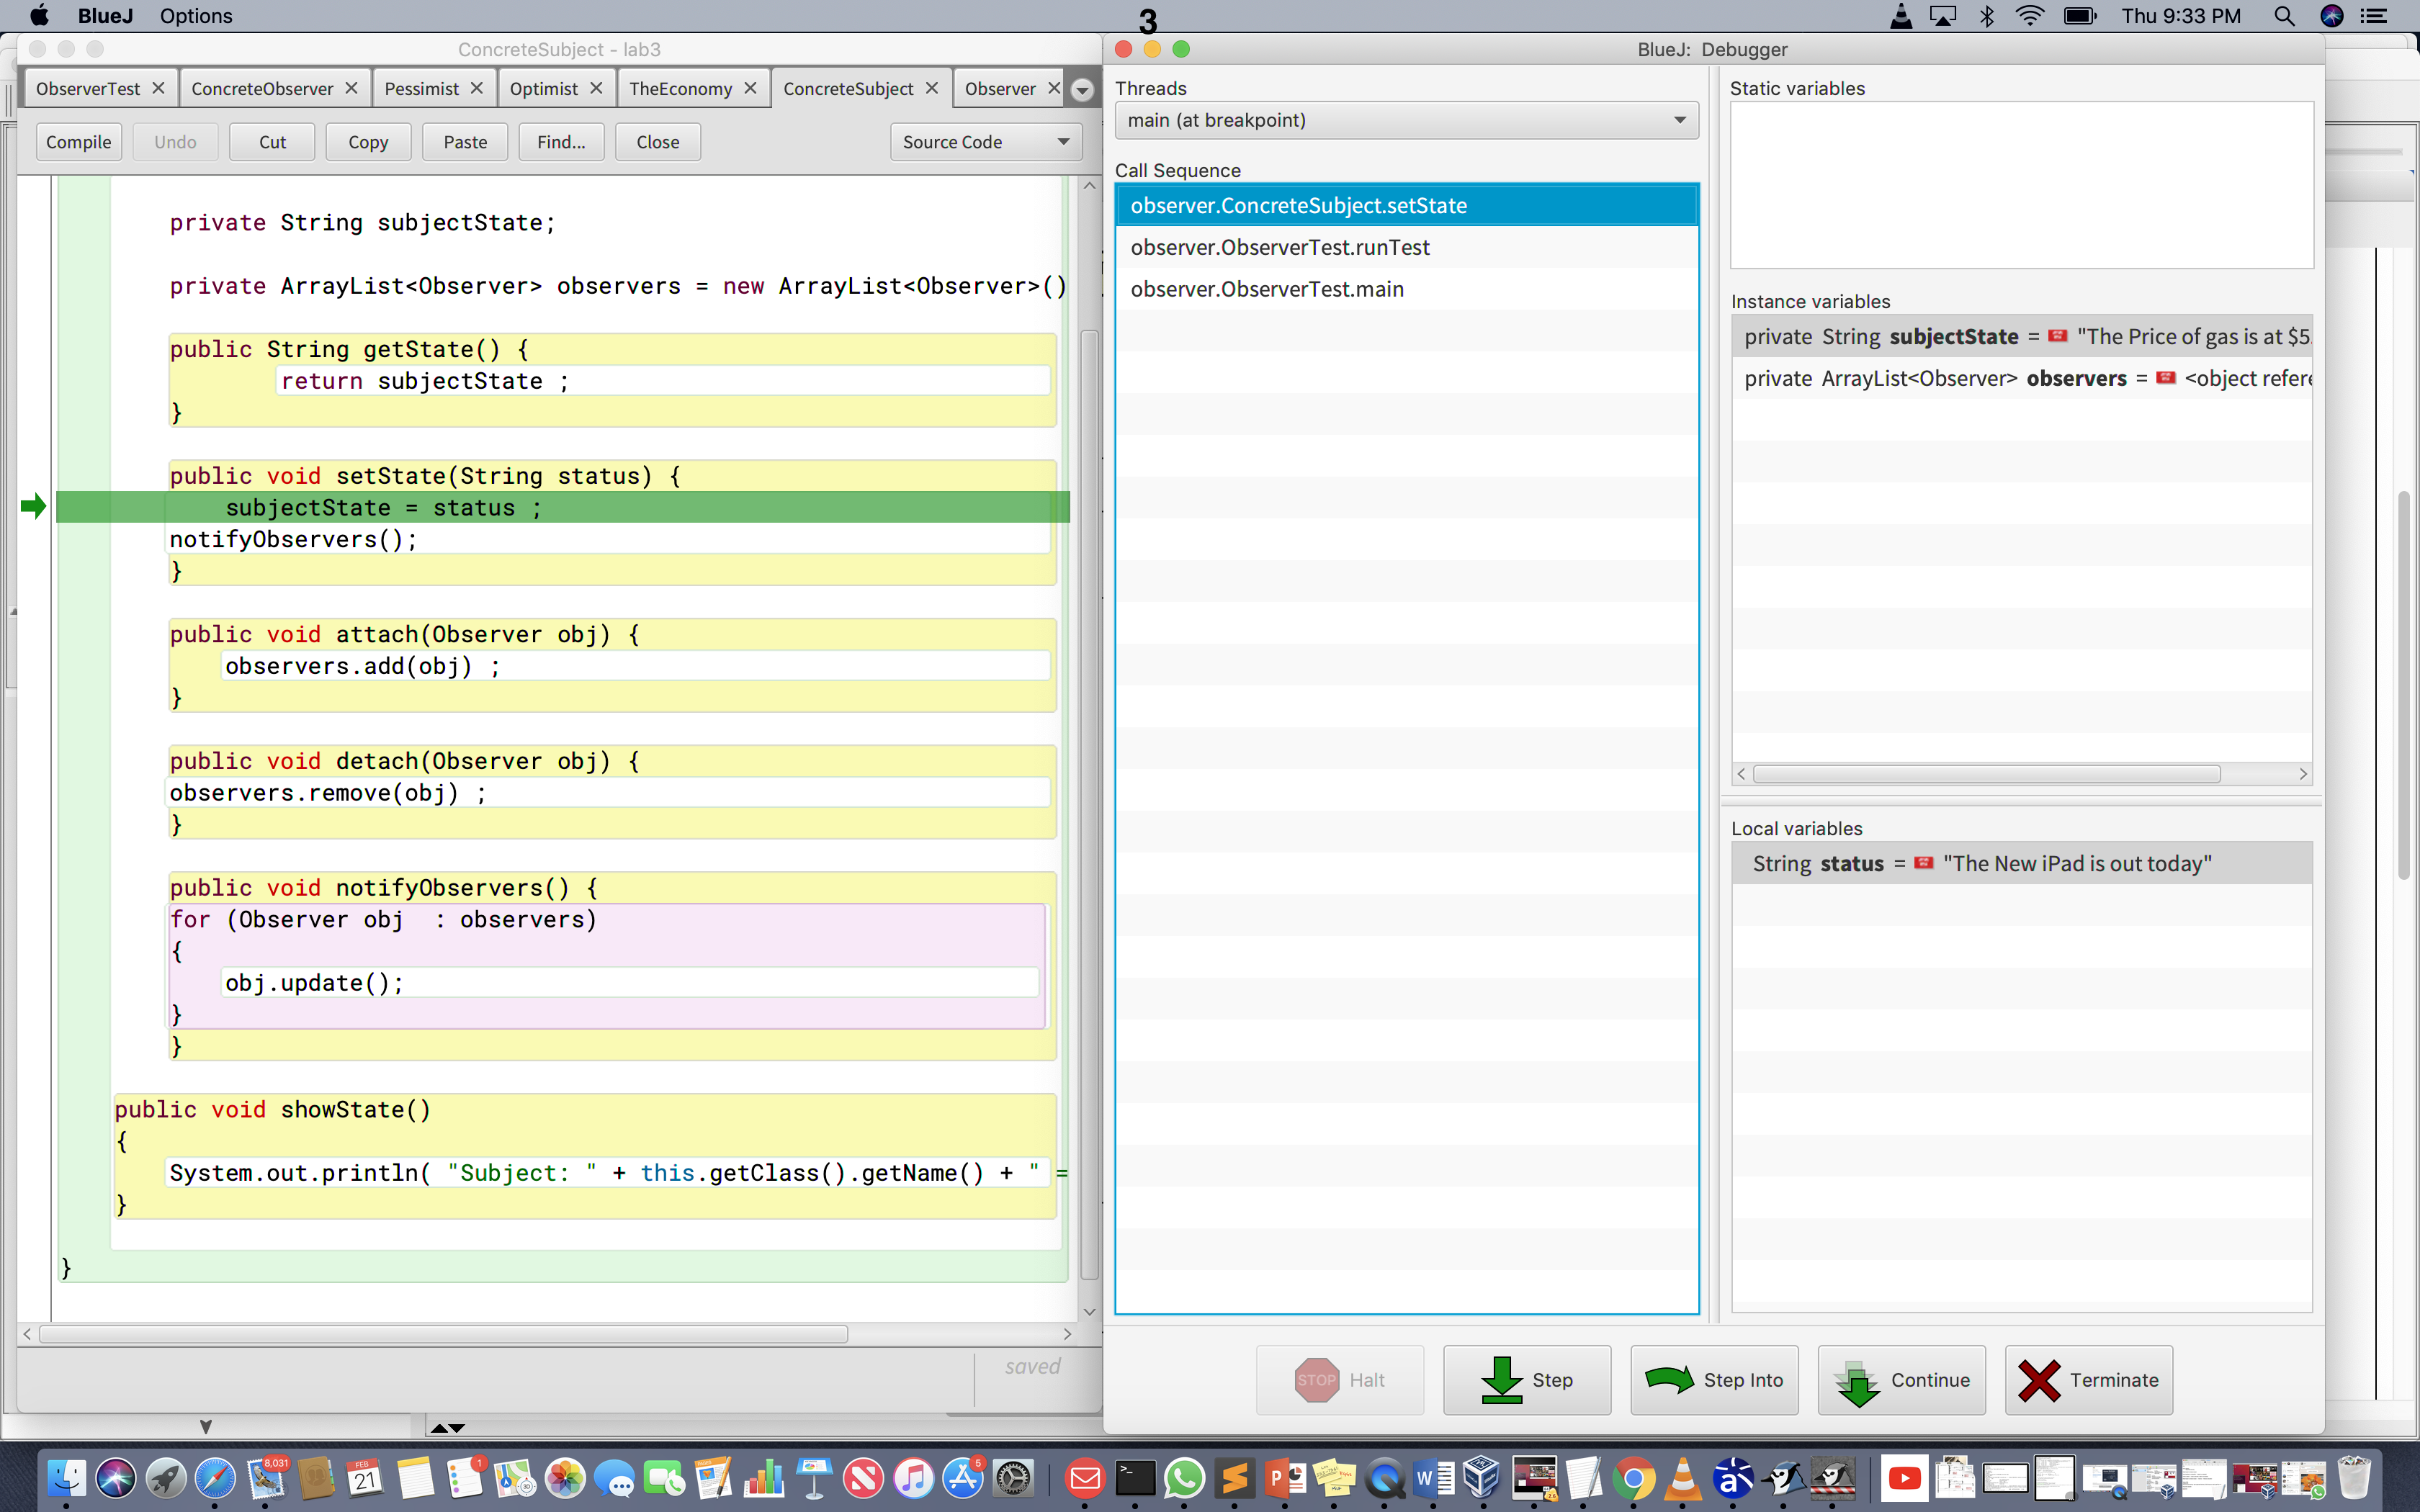 BlueJ Options
3
Thu 9:33 PM
ConcreteSubject - lab3
ObserverTest
ConcreteObserver
Pessimist
Optimist
TheEconomy
ConcreteSubject
Observer
Compile
Undo
Cut
Copy
Paste
Find...
Close
Source Code
private String subjectState;
private ArrayList<Observer> observers = new ArrayList<Observer>()
public String getState() {
return subjectState ;
}
public void setState(String status) {
subjectState = status ;
notifyObservers();
}
public void attach(Observer obj) {
observers.add(obj) ;
}
public void detach(Observer obj) {
observers.remove(obj) ;
}
public void notifyObservers() {
for (Observer obj  : observers)
{
obj.update();
}
}
public void showState()
{
System.out.println( "Subject: " + this.getClass().getName() + " =
}
}
saved
BlueJ: Debugger
Threads
main (at breakpoint)
Call Sequence
observer.ConcreteSubject.setState
observer.ObserverTest.runTest
observer.ObserverTest.main
Static variables
Instance variables
private String subjectState = "The Price of gas is at $5.
private ArrayList<Observer> observers = <object refere
Local variables
String status = "The New iPad is out today"
STOP Halt
Step
Step Into
Continue
Terminate
8,031
FEB
21
1
5